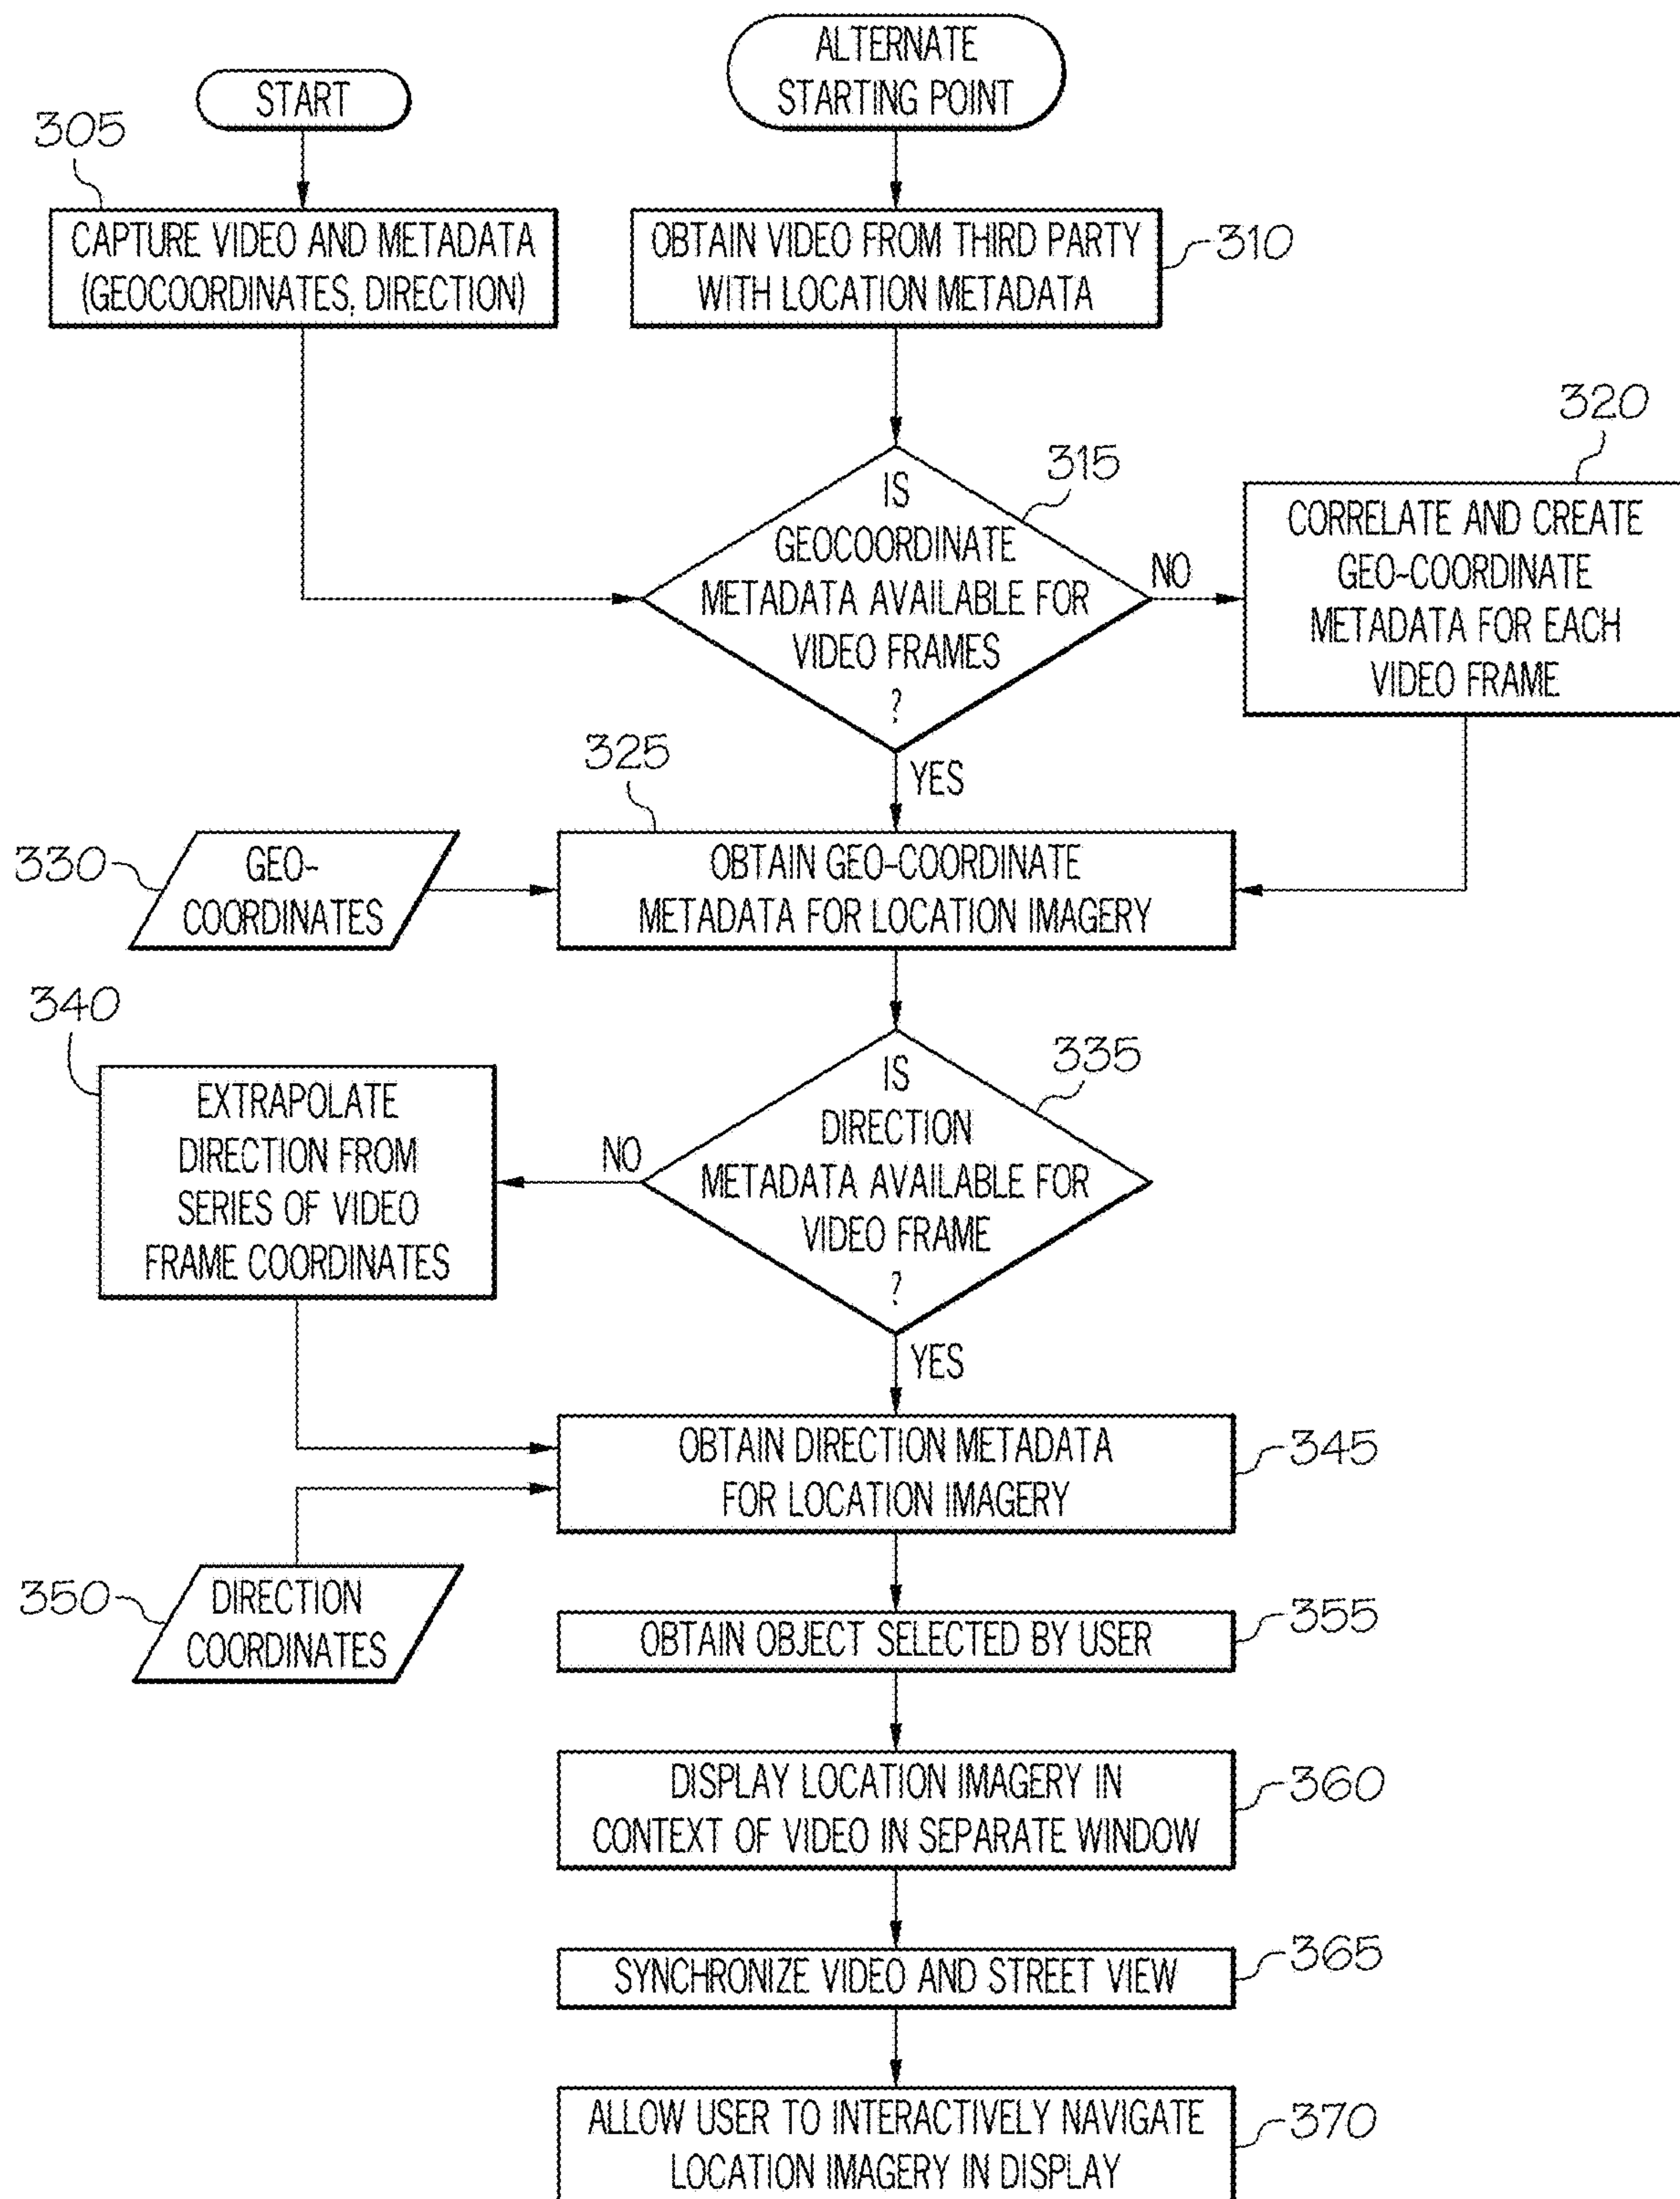 START
ALTERNATE
STARTING POINT
305
CAPTURE VIDEO AND METADATA
(GEOCOORDINATES, DIRECTION)
OBTAIN VIDEO FROM THIRD PARTY
WITH LOCATION METADATA
310
IS
GEOCOORDINATE
METADATA AVAILABLE FOR
VIDEO FRAMES
?
315
NO
320
CORRELATE AND CREATE
GEO-COORDINATE
METADATA FOR EACH
VIDEO FRAME
YES
325
330
GEO-
COORDINATES
OBTAIN GEO-COORDINATE
METADATA FOR LOCATION IMAGERY
340
EXTRAPOLATE
DIRECTION FROM
SERIES OF VIDEO
FRAME COORDINATES
NO
335
IS
DIRECTION
METADATA AVAILABLE FOR
VIDEO FRAME
?
YES
OBTAIN DIRECTION METADATA
FOR LOCATION IMAGERY
345
350
DIRECTION
COORDINATES
OBTAIN OBJECT SELECTED BY USER
355
DISPLAY LOCATION IMAGERY IN
CONTEXT OF VIDEO IN SEPARATE WINDOW
360
SYNCHRONIZE VIDEO AND STREET VIEW
365
ALLOW USER TO INTERACTIVELY NAVIGATE
LOCATION IMAGERY IN DISPLAY
370